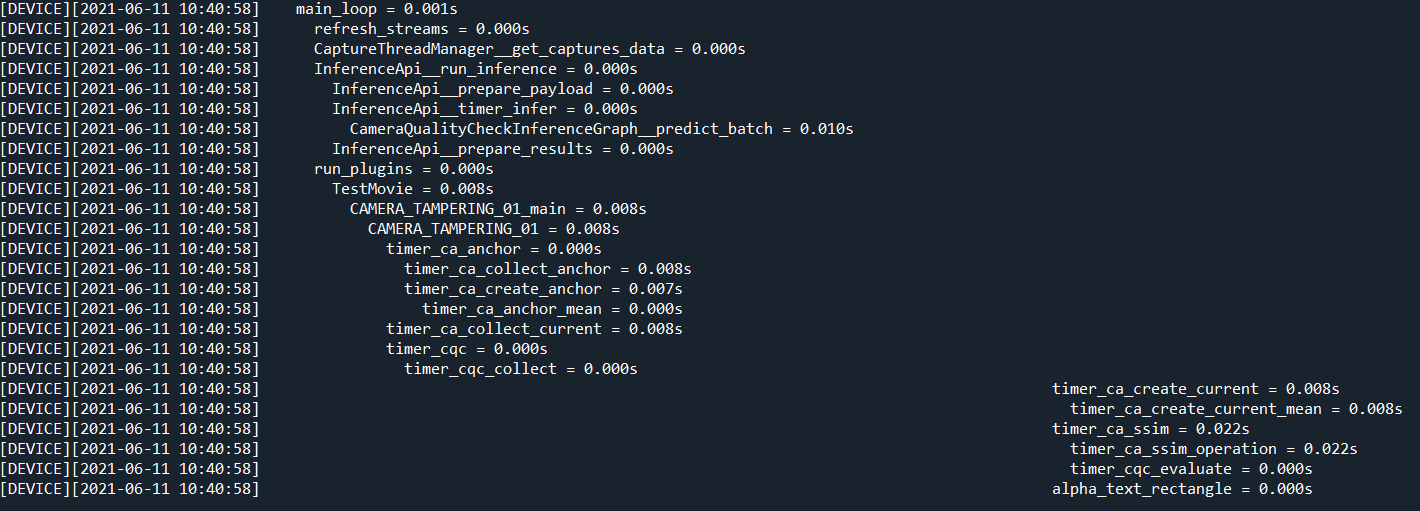 [DEVICE][2021-06-11 10:40:58]    main_loop = 0.001s
[DEVICE][2021-06-11 10:40:58]      refresh_streams = 0.000s
[DEVICE][2021-06-11 10:40:58]      CaptureThreadManager__get_captures_data = 0.000s
[DEVICE][2021-06-11 10:40:58]      InferenceApi__run_inference = 0.000s
[DEVICE][2021-06-11 10:40:58]        InferenceApi__prepare_payload = 0.000s
[DEVICE][2021-06-11 10:40:58]        InferenceApi__timer_infer = 0.000s
[DEVICE][2021-06-11 10:40:58]          CameraQualityCheckInferenceGraph__predict_batch = 0.010s
[DEVICE][2021-06-11 10:40:58]        InferenceApi__prepare_results = 0.000s
[DEVICE][2021-06-11 10:40:58]      run_plugins = 0.000s
[DEVICE][2021-06-11 10:40:58]        TestMovie = 0.008s
[DEVICE][2021-06-11 10:40:58]          CAMERA_TAMPERING_01_main = 0.008s
[DEVICE][2021-06-11 10:40:58]            CAMERA_TAMPERING_01 = 0.008s
[DEVICE][2021-06-11 10:40:58]              timer_ca_anchor = 0.000s
[DEVICE][2021-06-11 10:40:58]                timer_ca_collect_anchor = 0.008s
[DEVICE][2021-06-11 10:40:58]                timer_ca_create_anchor = 0.007s
[DEVICE][2021-06-11 10:40:58]                  timer_ca_anchor_mean = 0.000s
[DEVICE][2021-06-11 10:40:58]              timer_ca_collect_current = 0.008s
[DEVICE][2021-06-11 10:40:58]              timer_cqc = 0.000s
[DEVICE][2021-06-11 10:40:58]                timer_cqc_collect = 0.000s
[DEVICE][2021-06-11 10:40:58]                timer_ca_create_current = 0.008s
[DEVICE][2021-06-11 10:40:58]                  timer_ca_create_current_mean = 0.008s
[DEVICE][2021-06-11 10:40:58]                timer_ca_ssim = 0.022s
[DEVICE][2021-06-11 10:40:58]                  timer_ca_ssim_operation = 0.022s
[DEVICE][2021-06-11 10:40:58]                  timer_cqc_evaluate = 0.000s
[DEVICE][2021-06-11 10:40:58]                alpha_text_rectangle = 0.000s